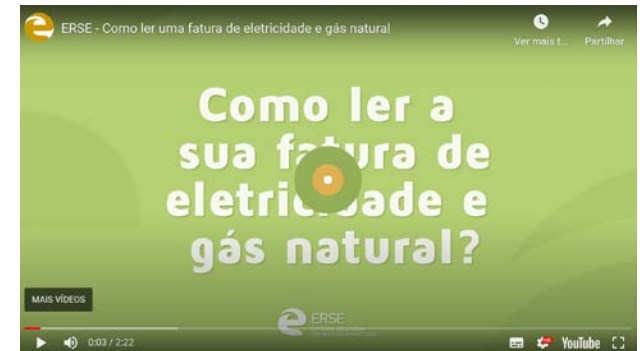 ERSE - Como ler uma fatura de eletricidade e gás natural
Ver mais t...
Partilhar
Como ler a
sua fatura de
eletricidade e
gás natural?
MAIS VÍDEOS
ERSE
0:03 / 2:22
YouTube